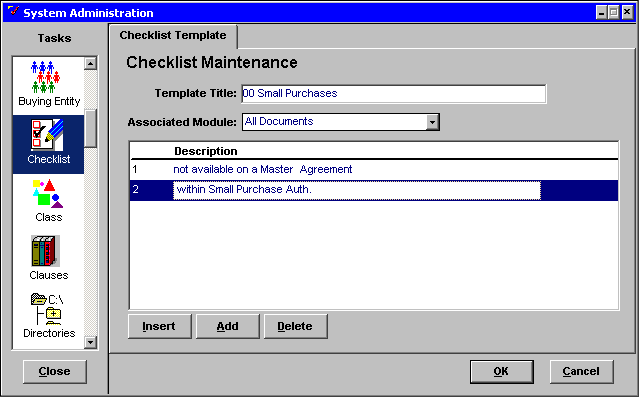 System Administration
Tasks
Buying Entity
Checklist
Class
Clauses
C:\
Directories
Close
Checklist Template
Checklist Maintenance
Template Title: 00 Small Purchases
Associated Module: All Documents
Description
1 not available on a Master Agreement
2 within Small Purchase Auth.
Insert Add Delete
OK Cancel